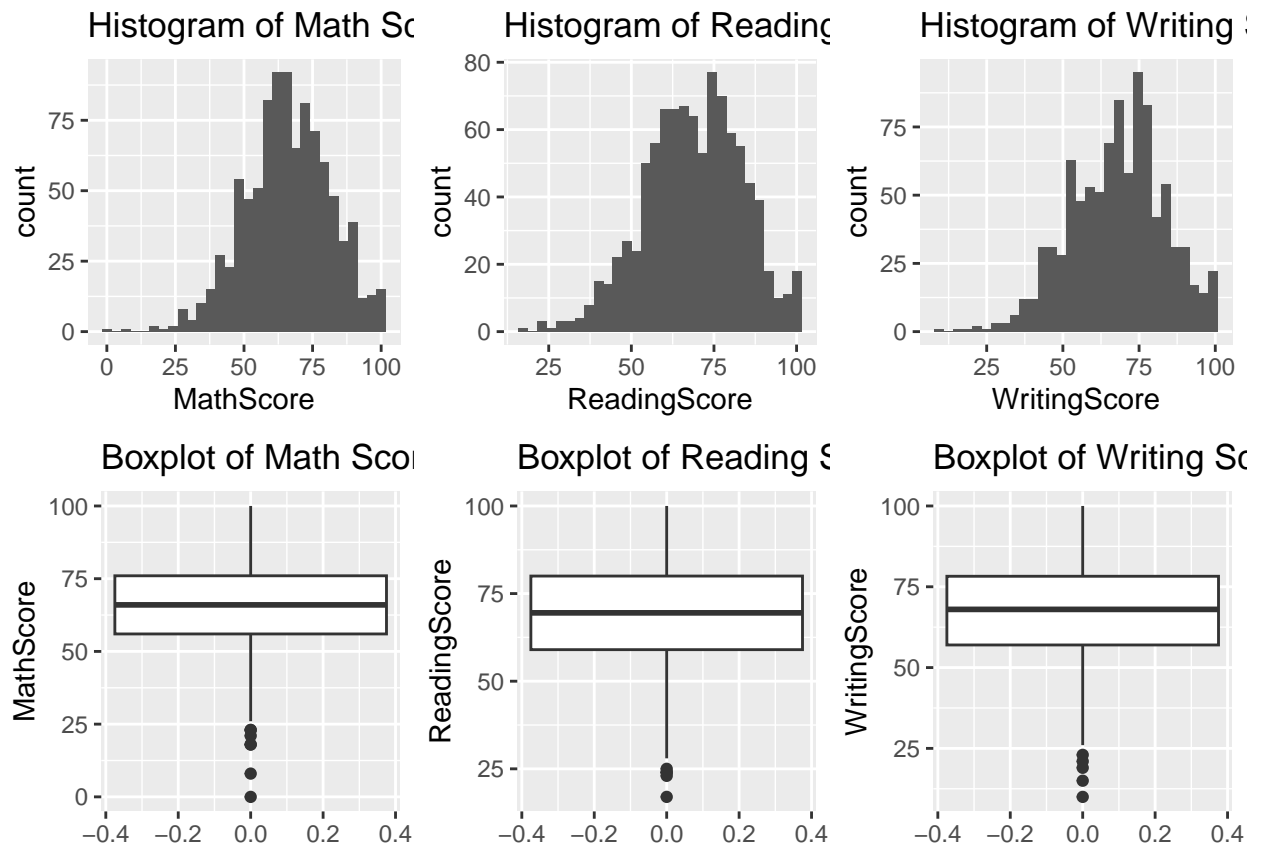 Histogram of Math Sc
75
50
25
0
count
0 25 50 75 100
MathScore
Histogram of Reading
80
60
40
20
0
count
25 50 75 100
ReadingScore
Histogram of Writing
75
50
25
0
count
25 50 75 100
WritingScore
Boxplot of Math Scor
100
75
50
25
0
MathScore
−0.4 −0.2 0.0 0.2 0.4
Boxplot of Reading S
100
75
50
25
ReadingScore
−0.4 −0.2 0.0 0.2 0.4
Boxplot of Writing Sc
100
75
50
25
WritingScore
−0.4 −0.2 0.0 0.2 0.4